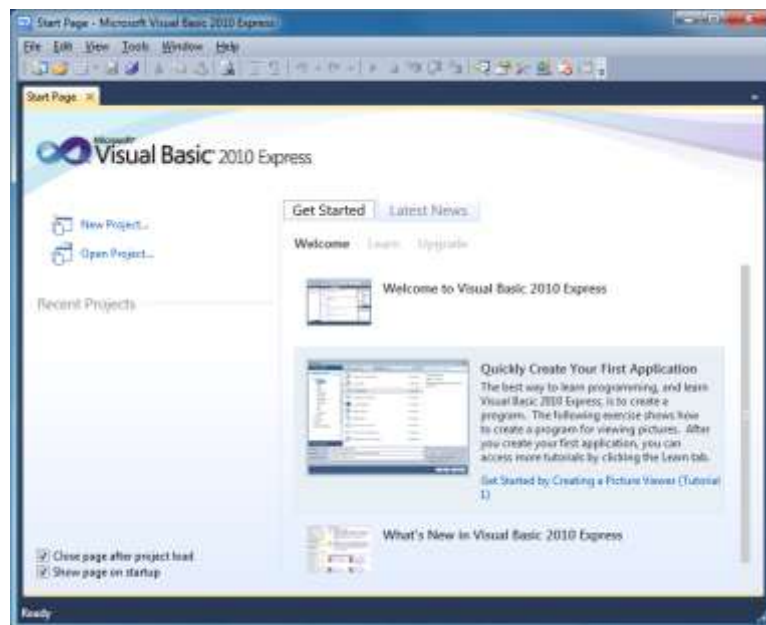 Start Page - Microsoft Visual Basic 2010 Express
File Edit View Tools Window Help
Start Page
Microsoft
Visual Basic 2010 Express
New Project...
Open Project...
Recent Projects
Close page after project load
Show page on startup
Get Started Latest News
Welcome Learn Upgrade
Welcome to Visual Basic 2010 Express
Quickly Create Your First Application
The best way to learn programming, and learn
Visual Basic 2010 Express, is to create a
program. The following exercise shows how
to create a program for viewing pictures. After
you create your first application, you can
access more tutorials by clicking the Learn tab.
Get Started by Creating a Picture Viewer (Tutorial
1)
What's New in Visual Basic 2010 Express
Ready